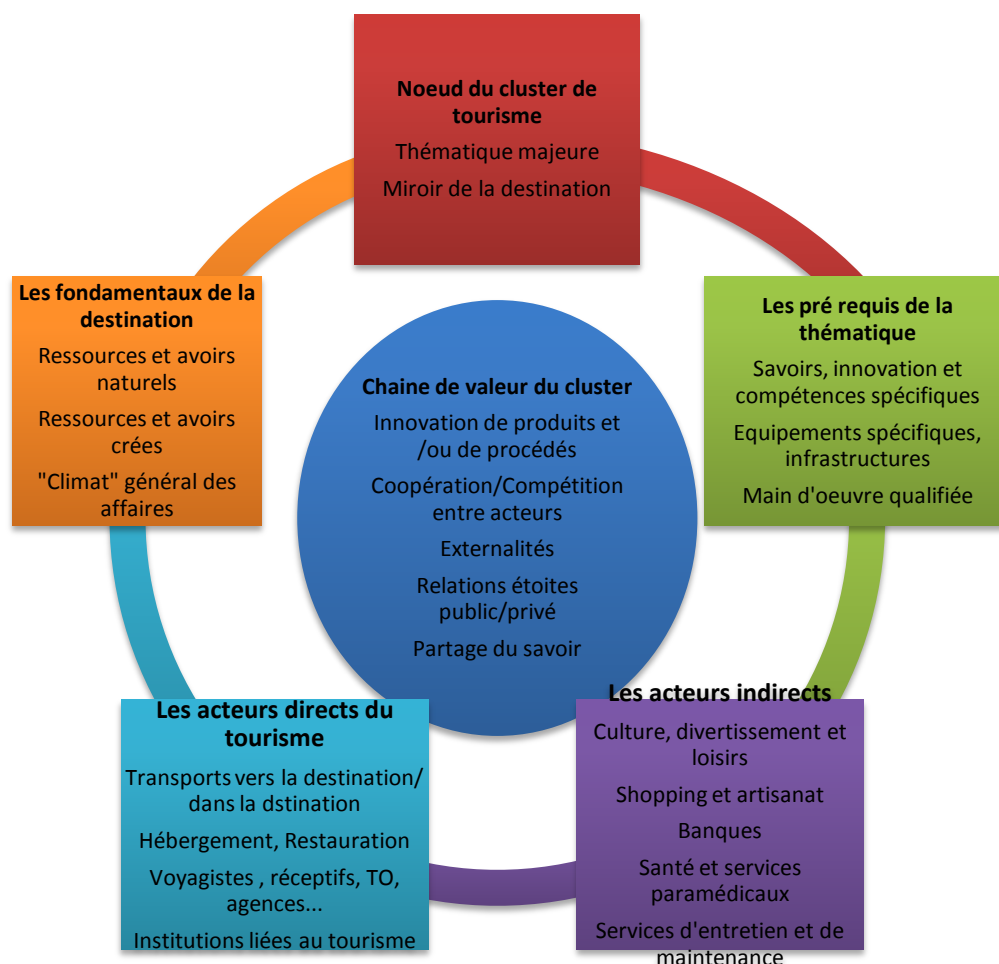 Noeud du cluster de
tourisme
Thématique majeure
Miroir de la destination
Les fondamentaux de la
destination
Ressources et avoirs
naturels
Ressources et avoirs
crées
"Climat" général des
affaires
Les pré requis de la
thématique
Savoirs, innovation et
compétences spécifiques
Equipements spécifiques,
infrastructures
Main d'oeuvre qualifiée
Chaine de valeur du cluster
Innovation de produits et
/ou de procédés
Coopération/Compétition
entre acteurs
Externalités
Relations étoites
public/privé
Partage du savoir
Les acteurs directs du
tourisme
Transports vers la destination/
dans la dstination
Hébergement, Restauration
Voyagistes , réceptifs, TO,
agences...
Institutions liées au tourisme
Les acteurs indirects
Culture, divertissement et
loisirs
Shopping et artisanat
Banques
Santé et services
paramédicaux
Services d'entretien et de
maintenance